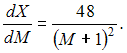 dX/dM = 48/(M + 1)².